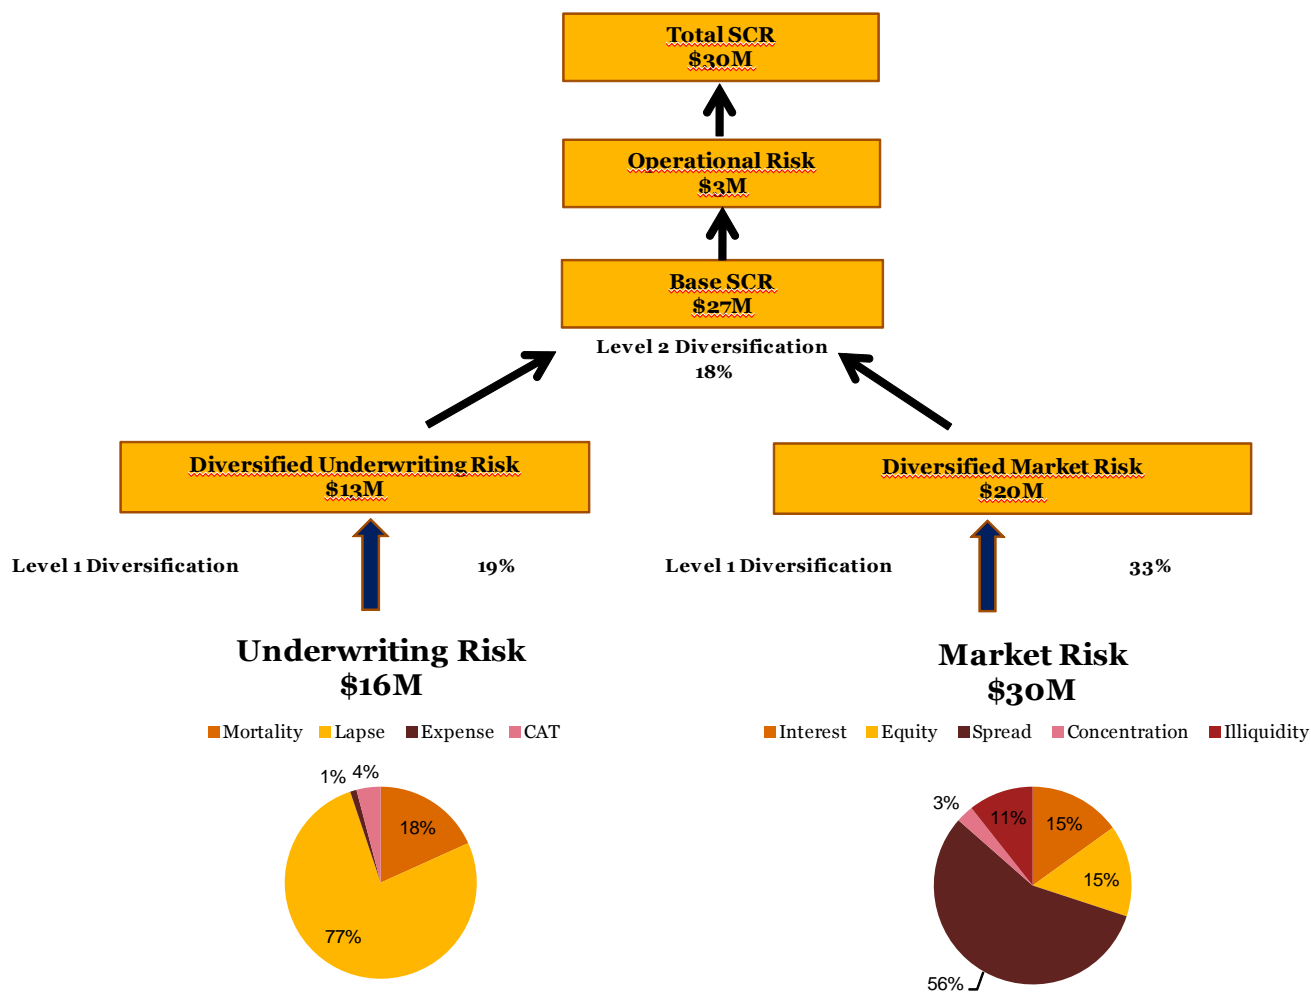 Total SCR
$30M
Operational Risk
$3M
Base SCR
$27M
Level 2 Diversification
18%
Diversified Underwriting Risk
$13M
Diversified Market Risk
$20M
Level 1 Diversification 19%
Level 1 Diversification 33%
Underwriting Risk
$16M
Market Risk
$30M
Mortality Lapse Expense CAT
Interest Equity Spread Concentration Illiquidity
1% 4%
18%
77%
3%
11%
15%
15%
56%